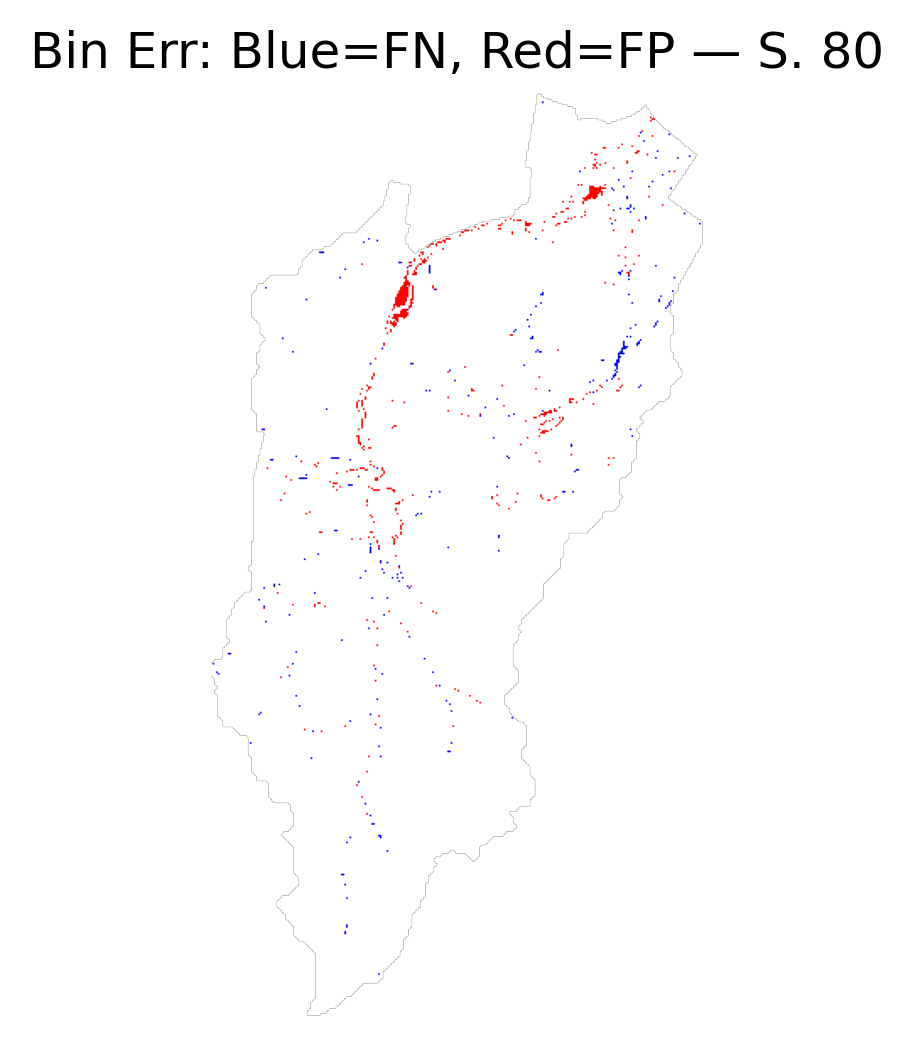 Bin Err: Blue=FN, Red=FP — S. 80